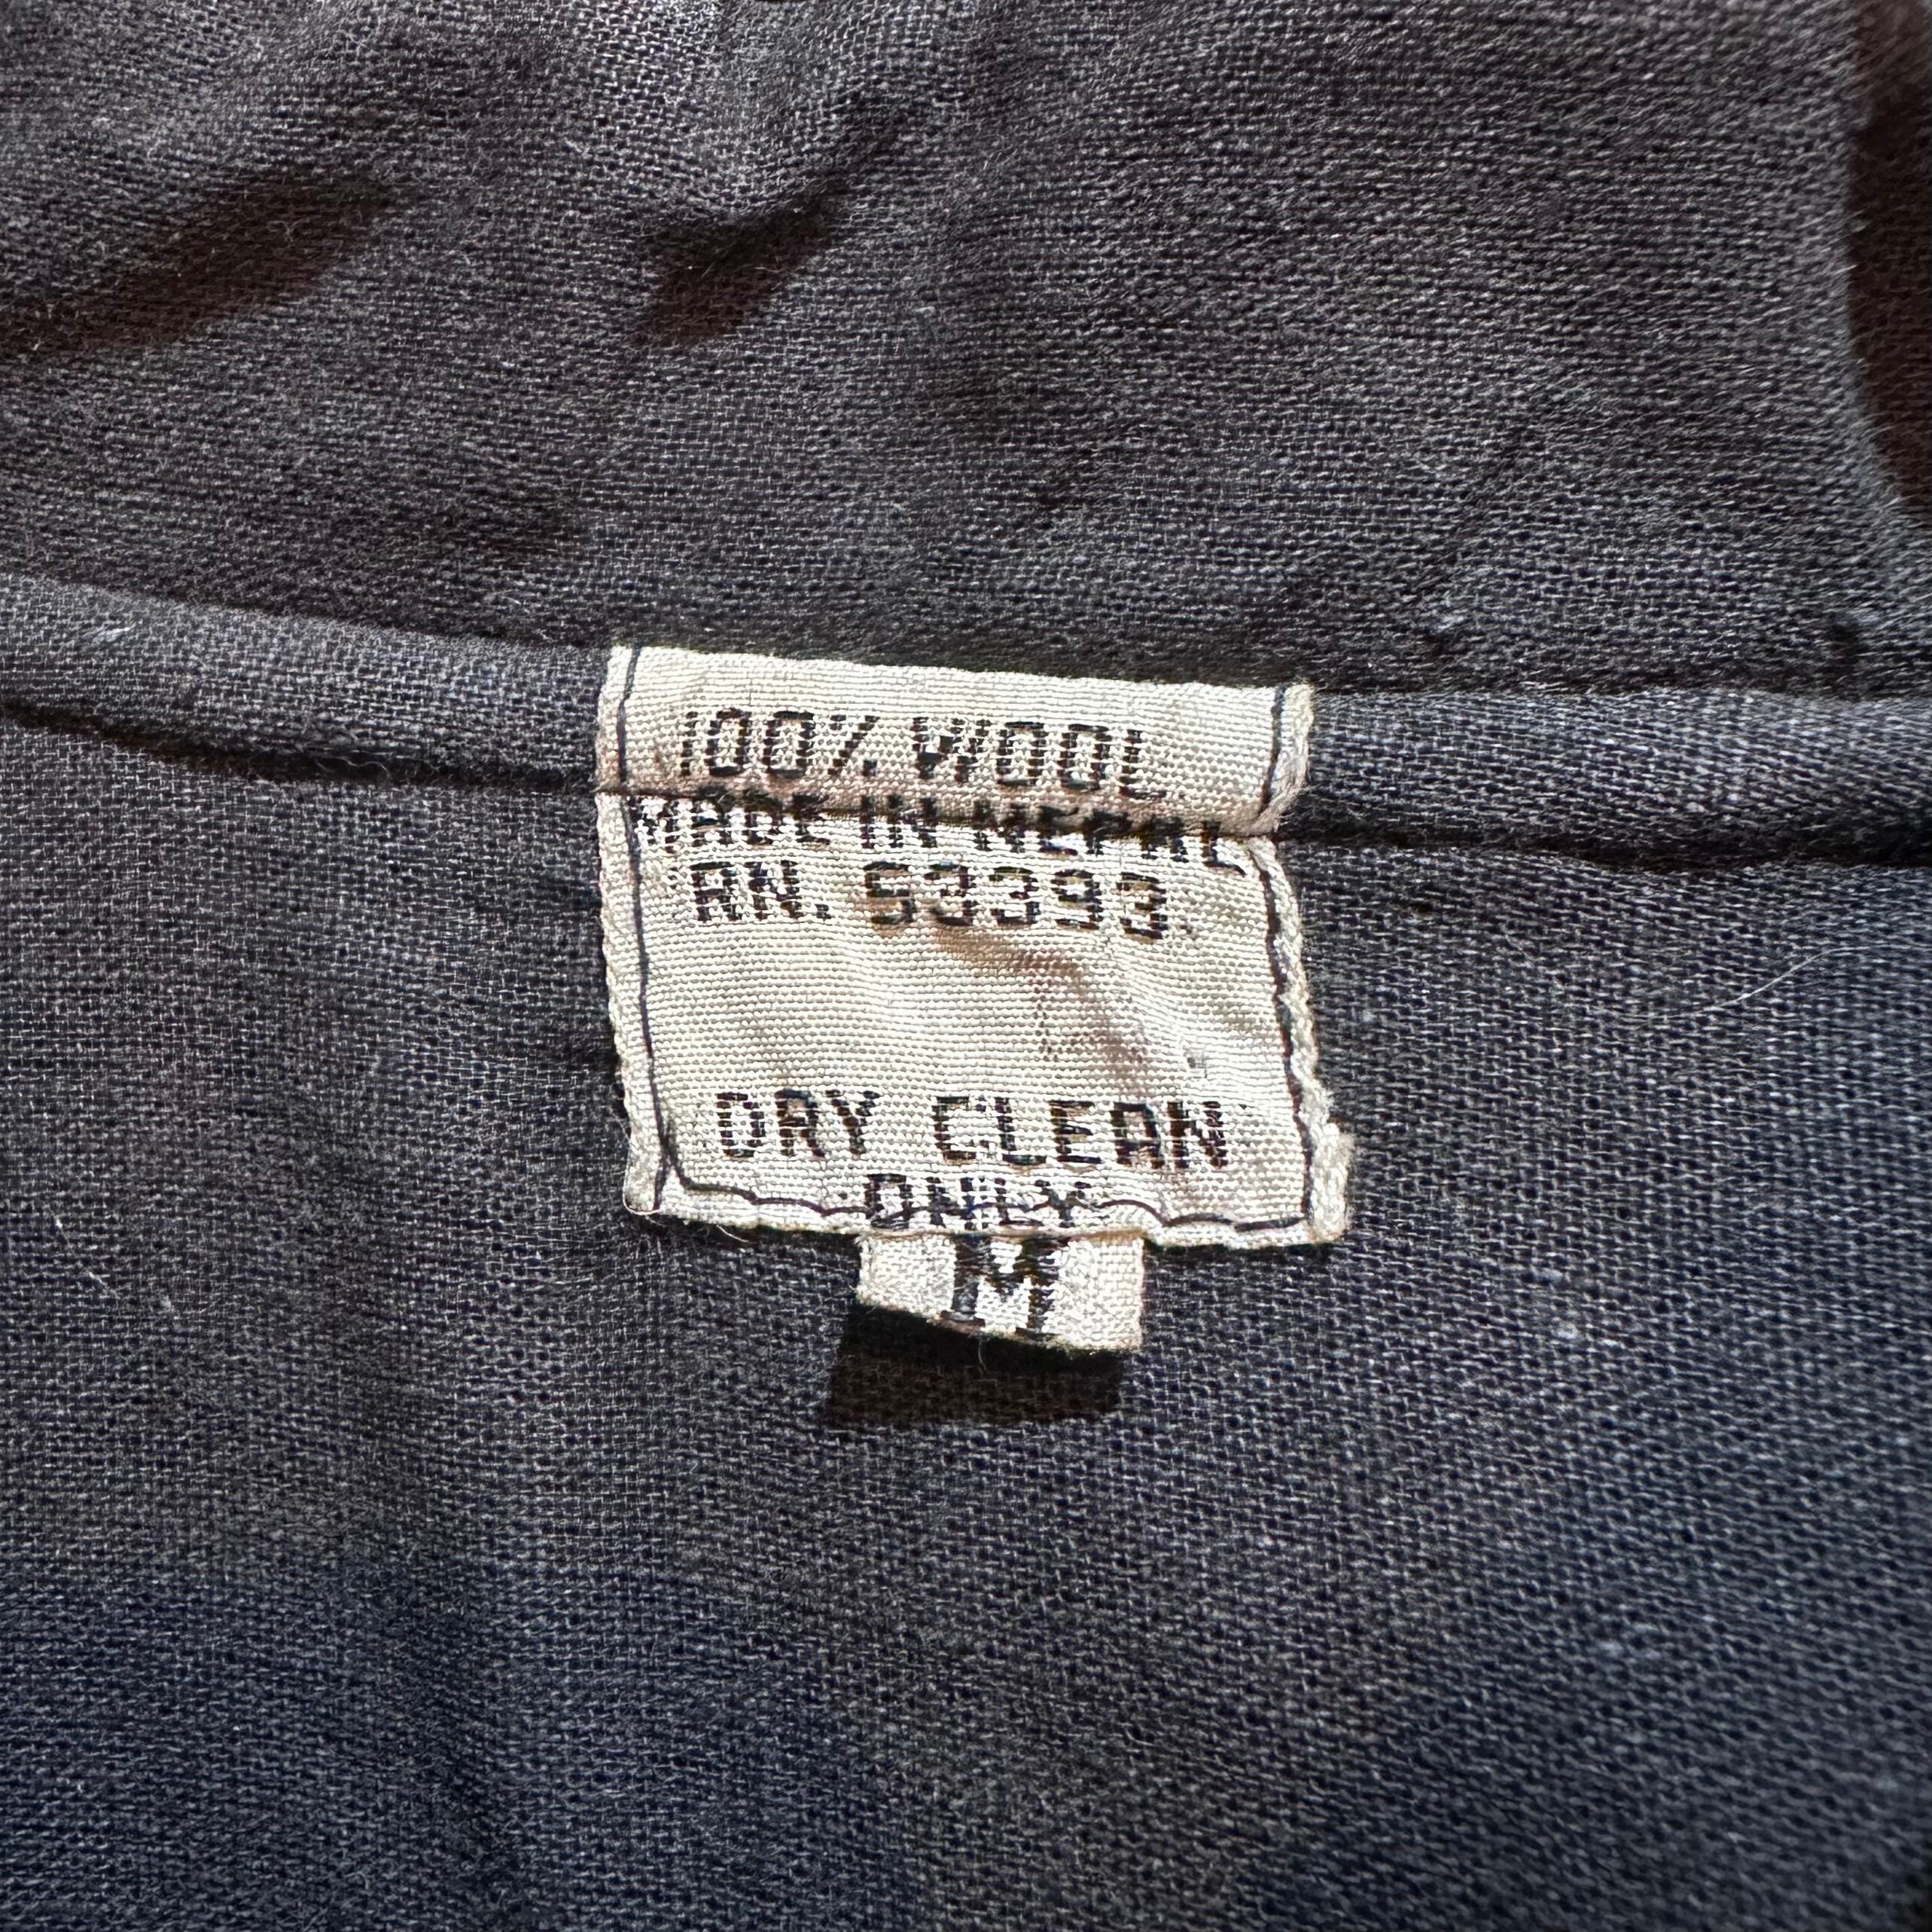 100% WOOL
MADE IN NEPAL
RN. 53393
DRY CLEAN
ONLY
M